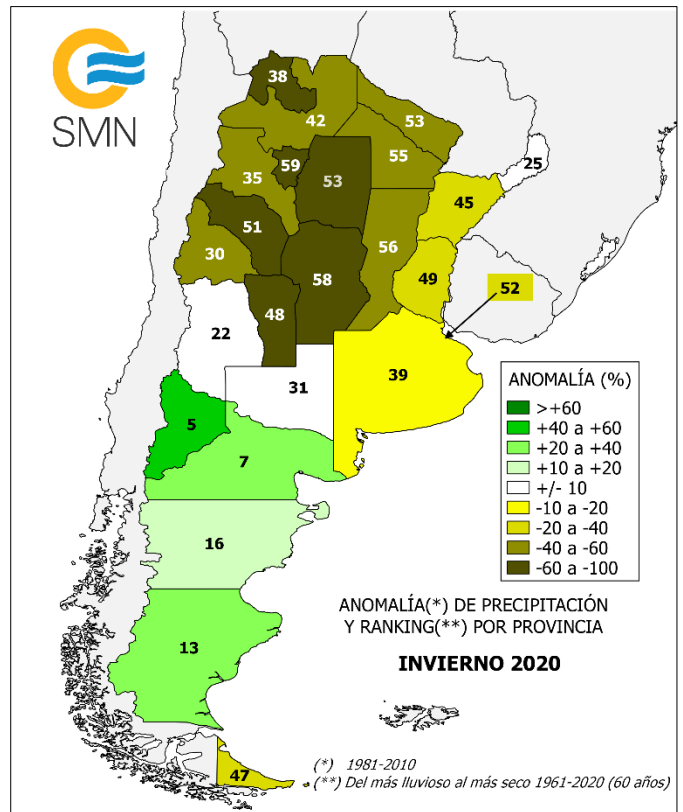 SMN
38
42
53
55
59
53
35
25
51
45
30
56
58
49
48
52
22
31
39
5
7
16
13
47
ANOMALÍA (%)
>+60
+40 a +60
+20 a +40
+10 a +20
+/- 10
-10 a -20
-20 a -40
-40 a -60
-60 a -100
ANOMALÍA(*) DE PRECIPITACIÓN
Y RANKING(**) POR PROVINCIA
INVIERNO 2020
(*) 1981-2010
(**) Del más lluvioso al más seco 1961-2020 (60 años)